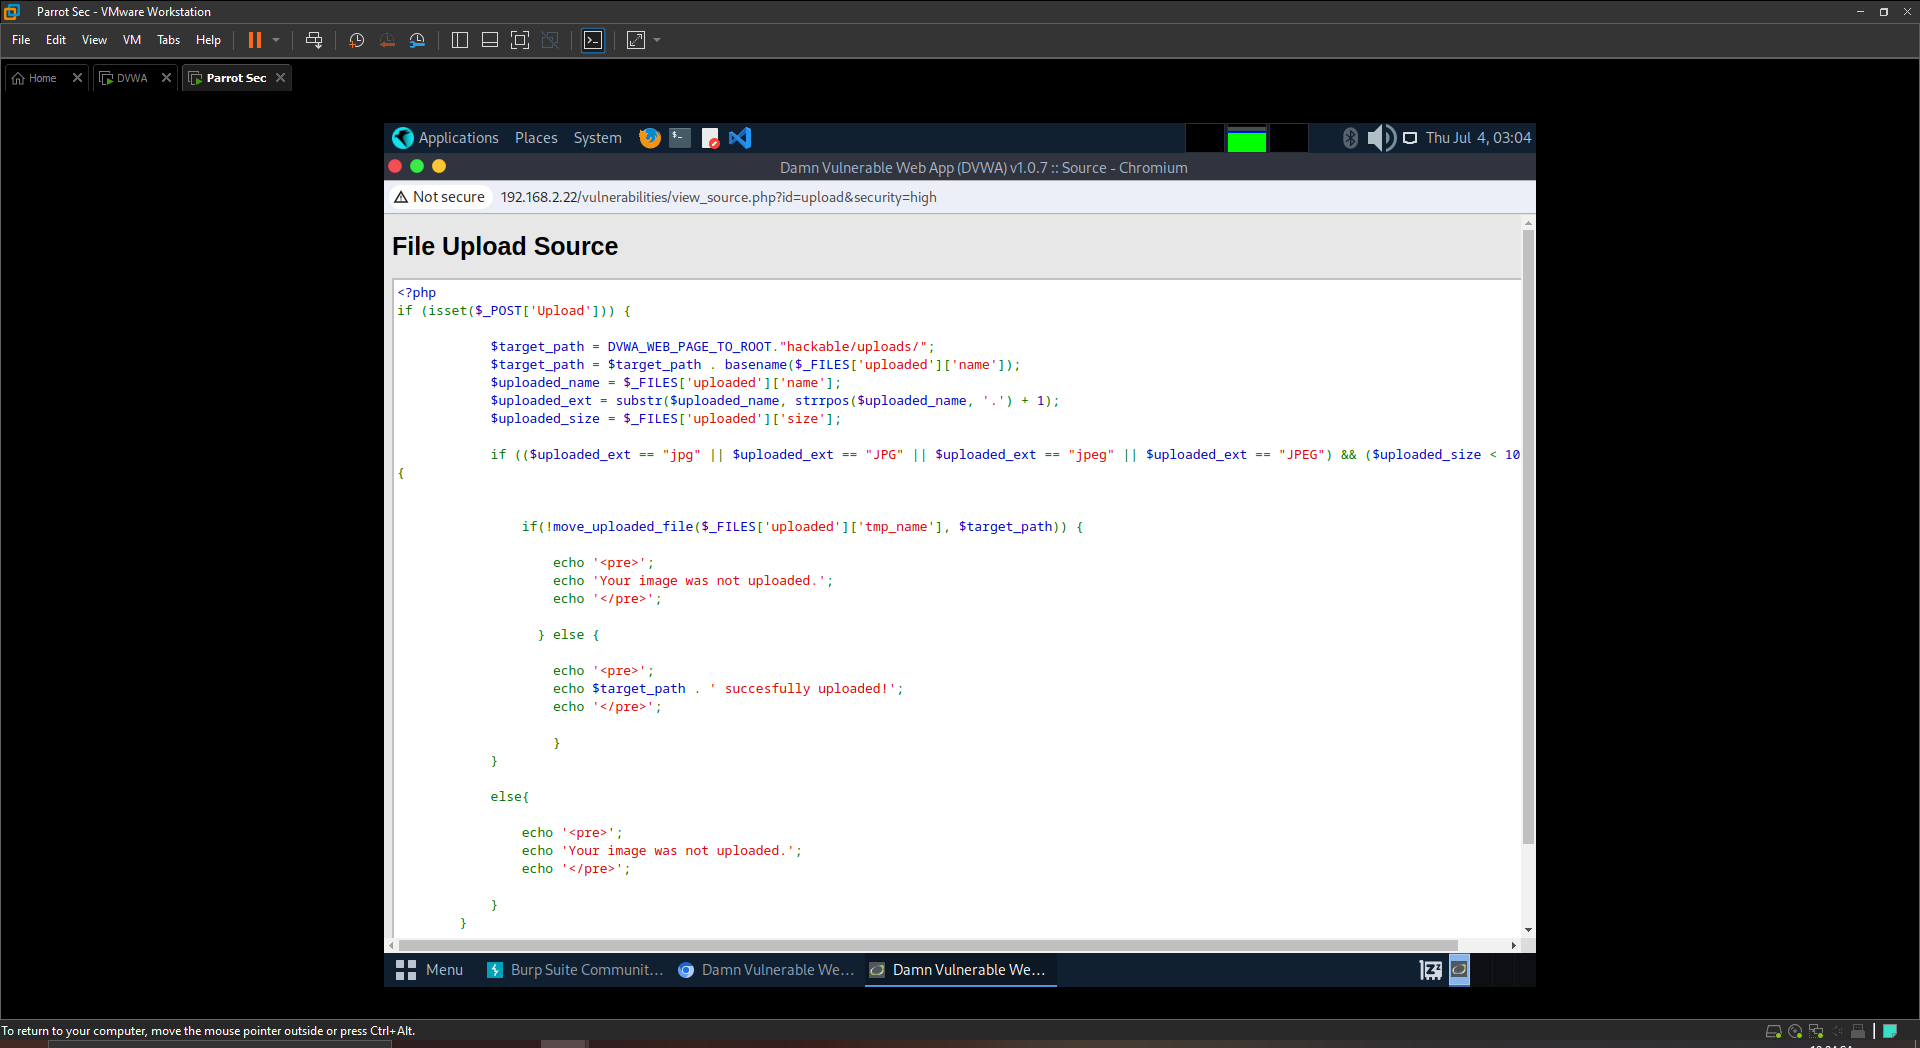 Parrot Sec - VMware Workstation
File Edit View VM Tabs Help
Home DVWA Parrot Sec
Applications Places System Thu Jul 4, 03:04
Damn Vulnerable Web App (DVWA) v1.0.7 :: Source - Chromium
Not secure 192.168.2.22/vulnerabilities/view_source.php?id=upload&security=high
File Upload Source
<?php
if (isset($_POST['Upload'])) {
$target_path = DVWA_WEB_PAGE_TO_ROOT."hackable/uploads/";
$target_path = $target_path . basename($_FILES['uploaded']['name']);
$uploaded_name = $_FILES['uploaded']['name'];
$uploaded_ext = substr($uploaded_name, strrpos($uploaded_name, '.') + 1);
$uploaded_size = $_FILES['uploaded']['size'];
if (($uploaded_ext == "jpg" || $uploaded_ext == "JPG" || $uploaded_ext == "jpeg" || $uploaded_ext == "JPEG") && ($uploaded_size < 10
{
if(!move_uploaded_file($_FILES['uploaded']['tmp_name'], $target_path)) {
echo '<pre>';
echo 'Your image was not uploaded.';
echo '</pre>';
} else {
echo '<pre>';
echo $target_path . ' succesfully uploaded!';
echo '</pre>';
}
}
else{
echo '<pre>';
echo 'Your image was not uploaded.';
echo '</pre>';
}
}
Menu Burp Suite Communit... Damn Vulnerable We... Damn Vulnerable We...
To return to your computer, move the mouse pointer outside or press Ctrl+Alt.